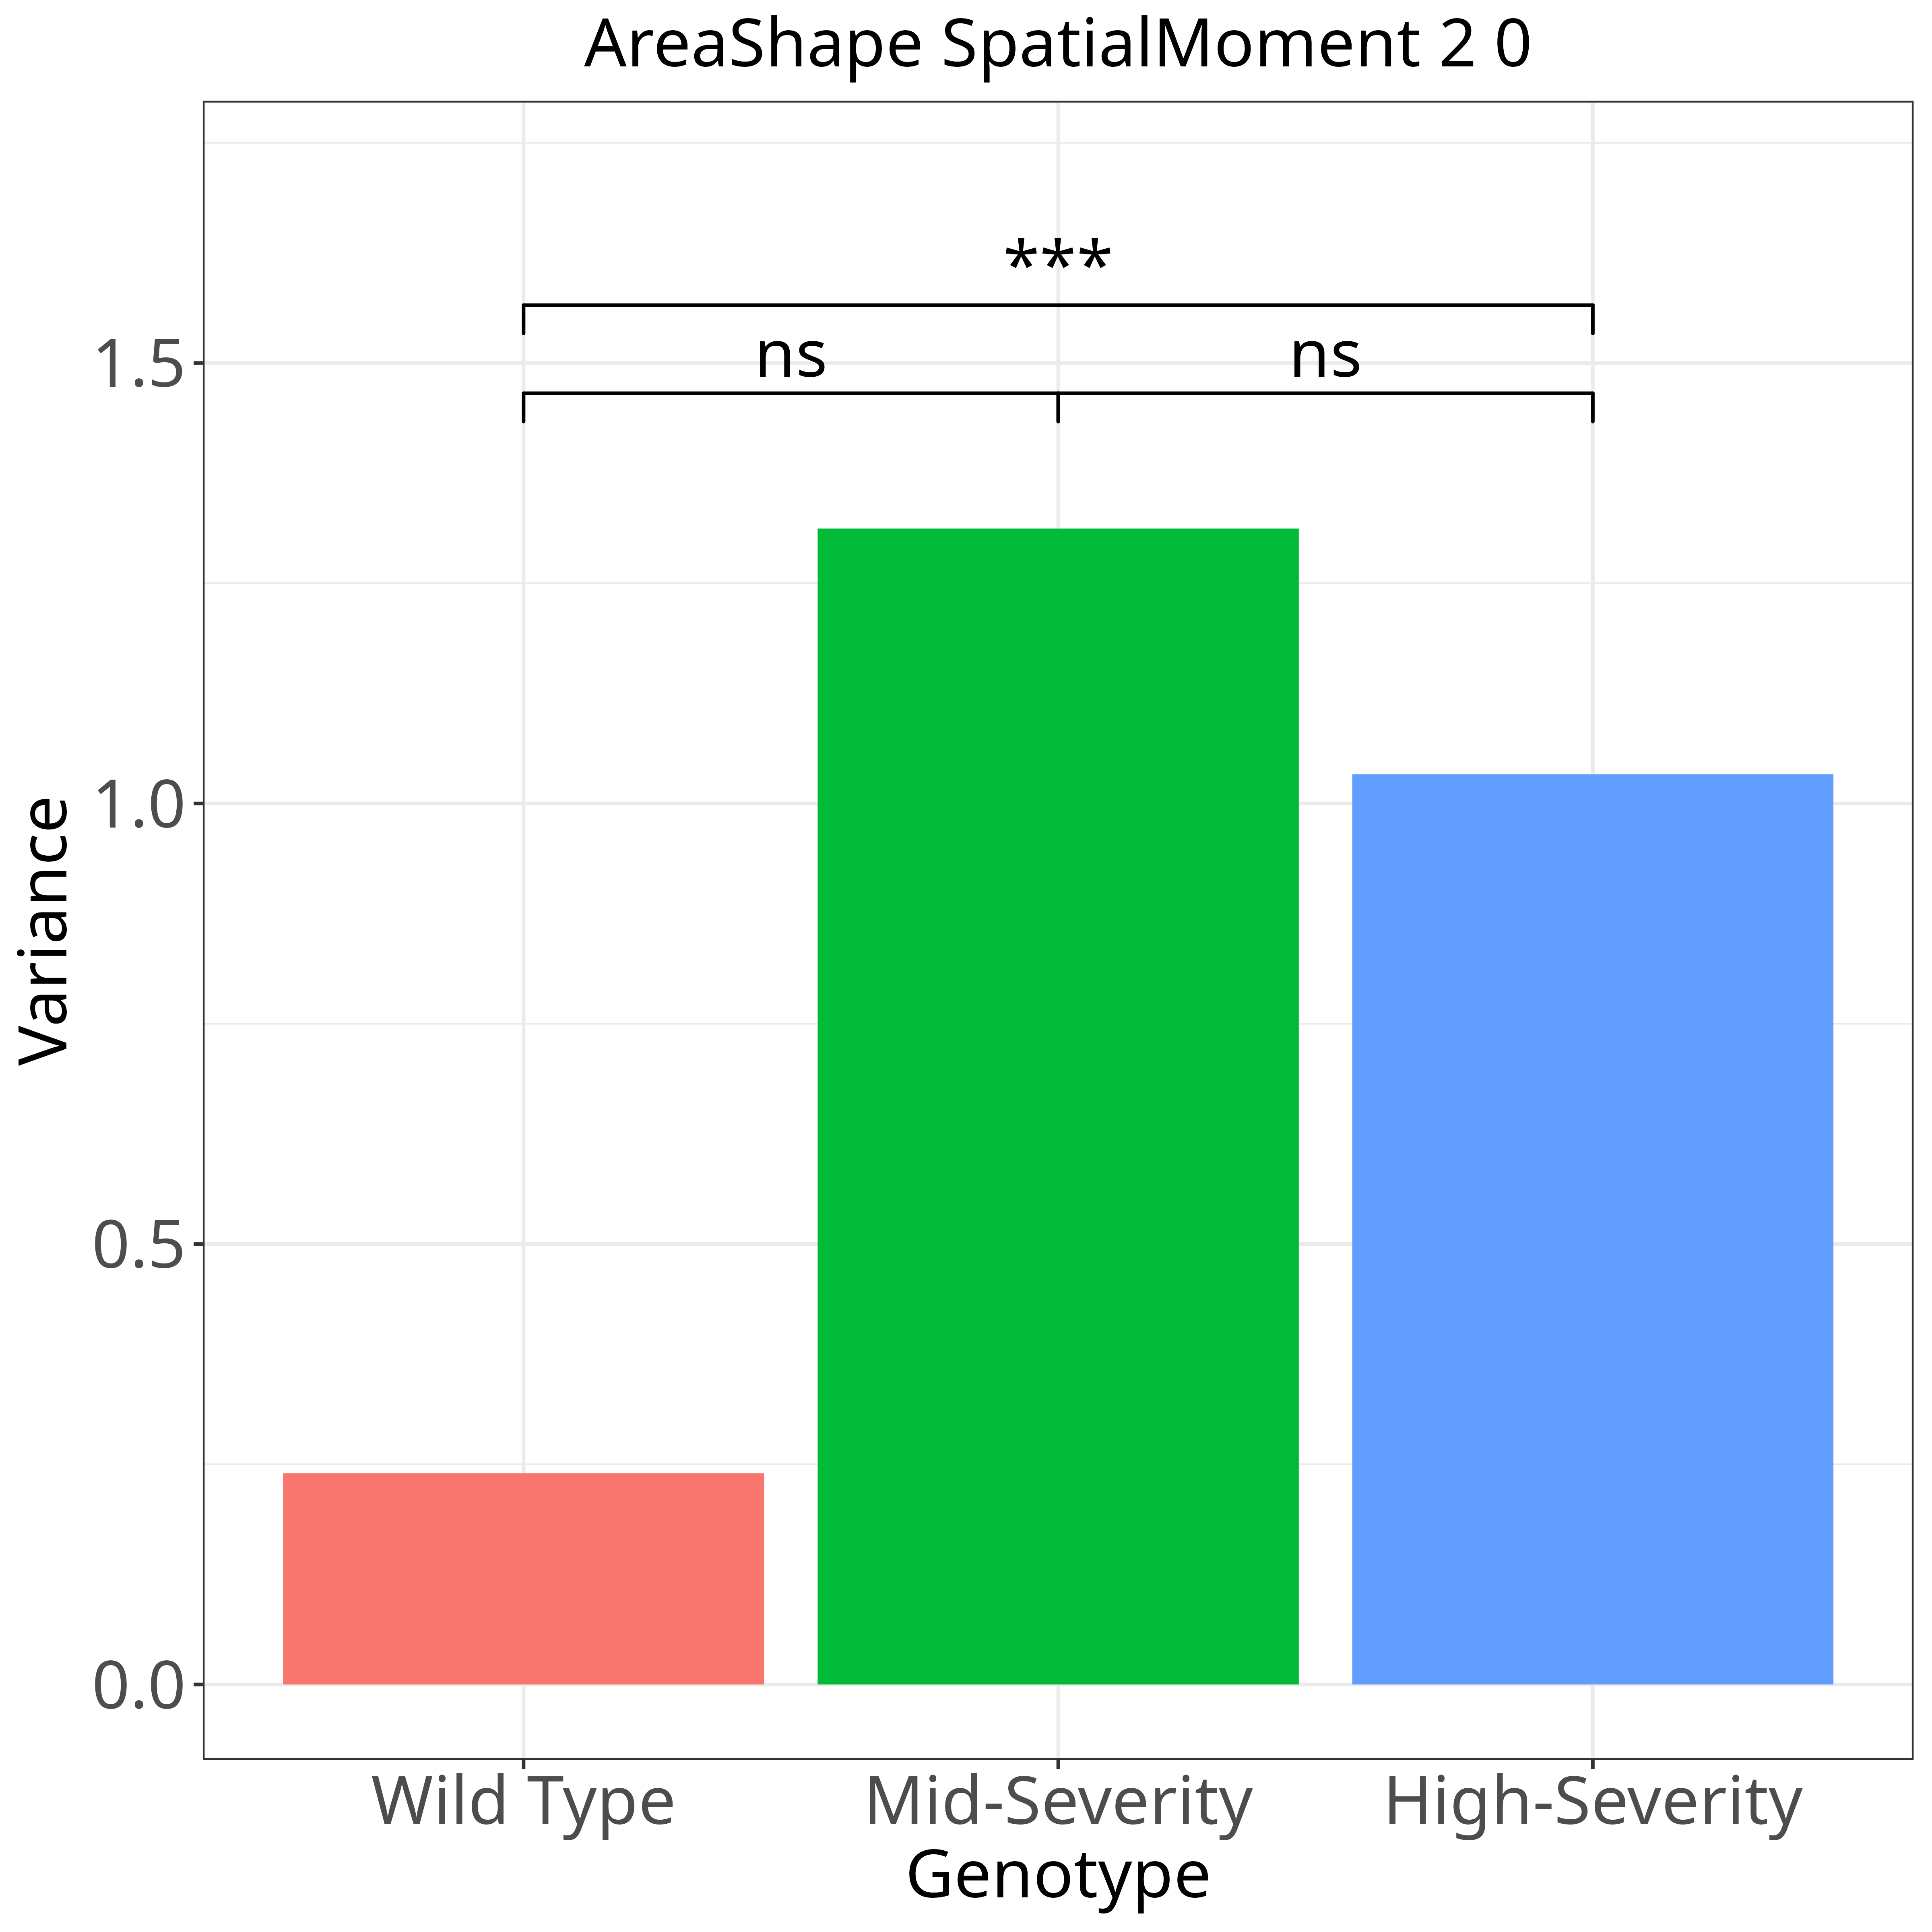 AreaShape SpatialMoment 2 0
***
ns ns
1.5
1.0
0.5
0.0
Variance
Wild Type Mid-Severity High-Severity
Genotype